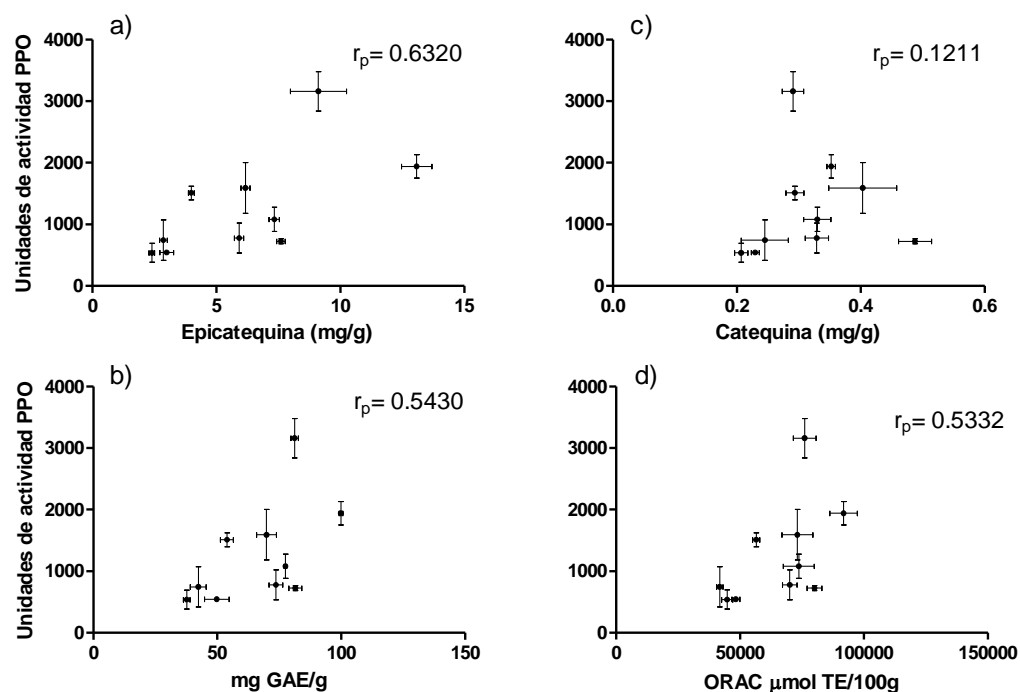 a)
r_p= 0.6320
Unidades de actividad PPO
4000
3000
2000
1000
0
0 5 10 15
Epicatequina (mg/g)
c)
r_p= 0.1211
4000
3000
2000
1000
0
0.0 0.2 0.4 0.6
Catequina (mg/g)
b)
r_p= 0.5430
Unidades de actividad PPO
4000
3000
2000
1000
0
0 50 100 150
mg GAE/g
d)
r_p= 0.5332
4000
3000
2000
1000
0
0 50000 100000 150000
ORAC μmol TE/100g